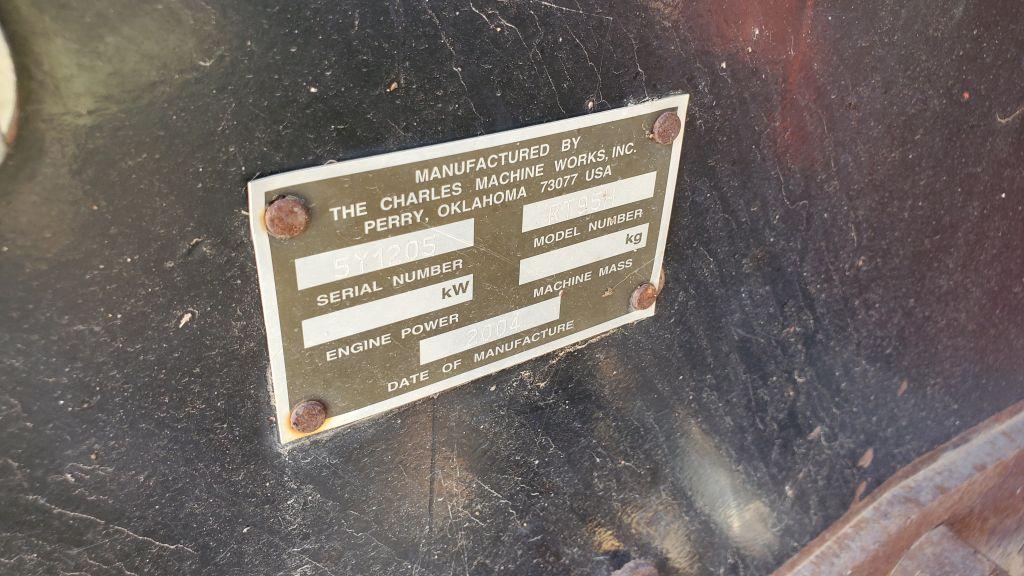 MANUFACTURED BY
THE CHARLES MACHINE WORKS, INC.
PERRY, OKLAHOMA 73077 USA
5Y1205
SERIAL NUMBER
RT95H
MODEL NUMBER
kW
ENGINE POWER
kg
MACHINE MASS
2004
DATE OF MANUFACTURE